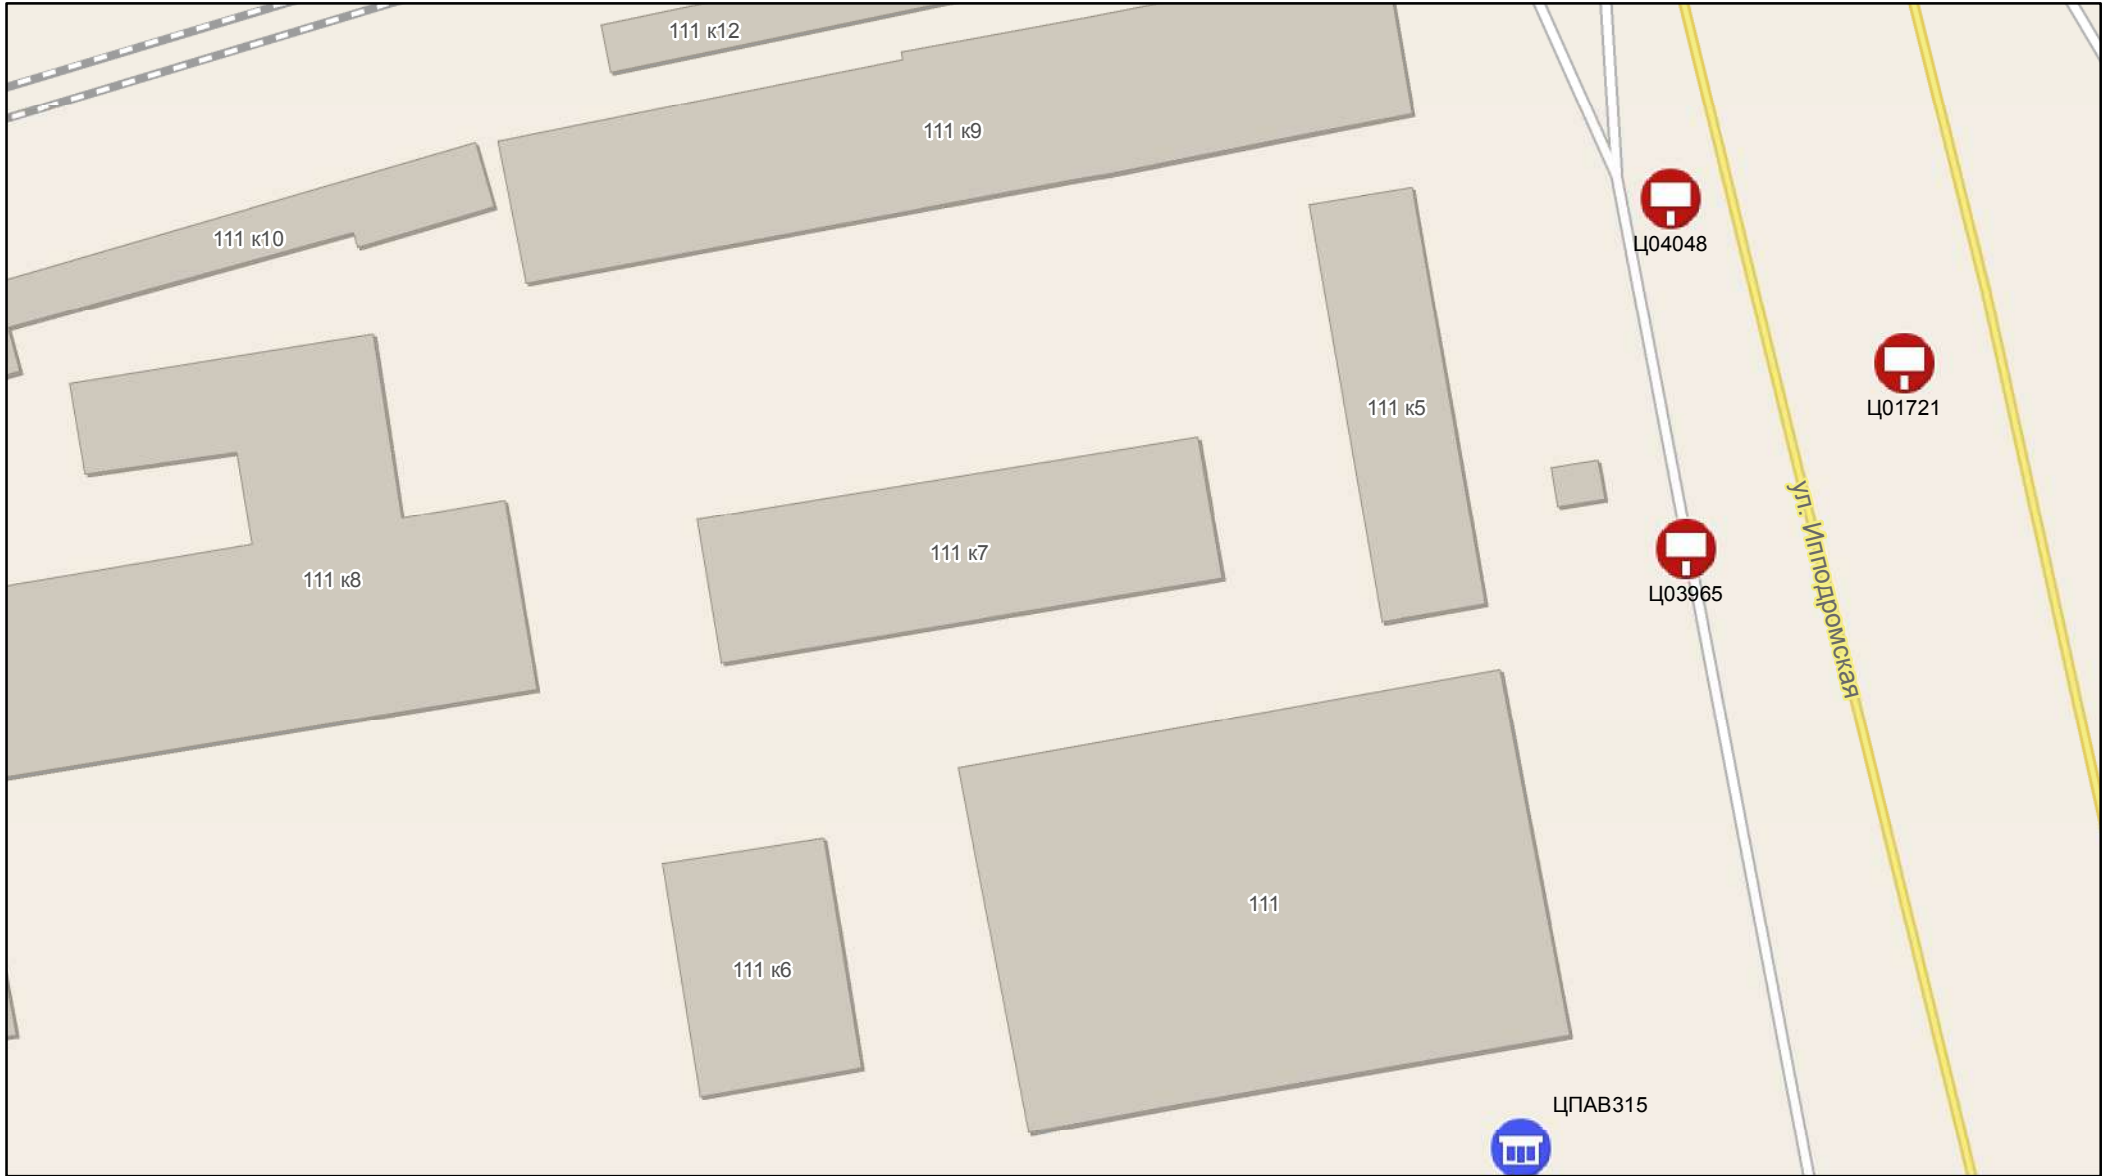 111 к12
111 к9
111 к10
Ц04048
Ц01721
111 к5
ул. Ипподромская
111 к7
111 к8
Ц03965
111
111 к6
ЦПАВ315